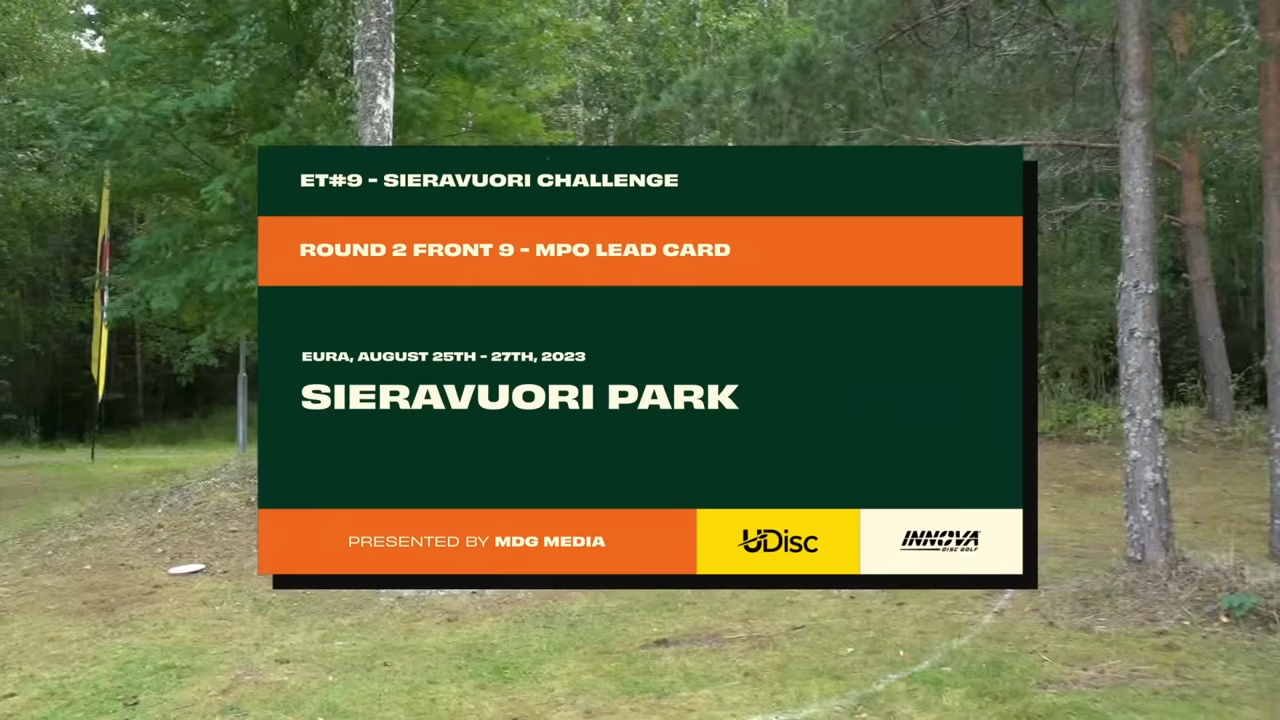 ET#9 - SIERAVUORI CHALLENGE
ROUND 2 FRONT 9 - MPO LEAD CARD
EURA, AUGUST 25TH - 27TH, 2023
SIERAVUORI PARK
PRESENTED BY MDG MEDIA
UDisc
INNOVA
DISC GOLF